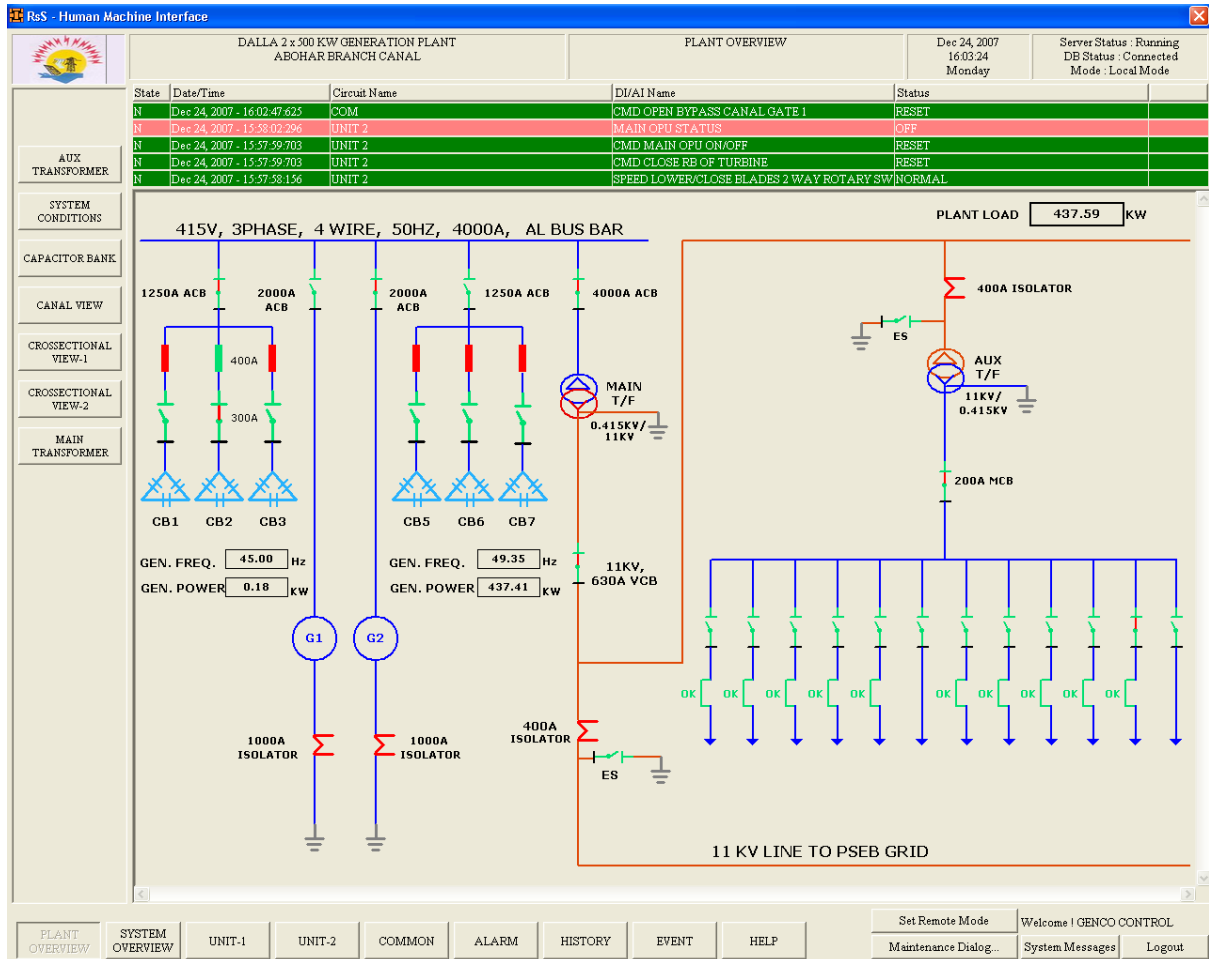 RsS - Human Machine Interface
DALLA 2 x 500 KW GENERATION PLANT
ABOHAR BRANCH CANAL
PLANT OVERVIEW
Dec 24, 2007
16:03:24
Monday
Server Status : Running
DB Status : Connected
Mode : Local Mode
State Date/Time Circuit Name DI/AI Name Status
N Dec 24, 2007 - 16:02:47:625 COM CMD OPEN BYPASS CANAL GATE 1 RESET
N Dec 24, 2007 - 15:58:02:296 UNIT 2 MAIN OPU STATUS OFF
N Dec 24, 2007 - 15:57:59:703 UNIT 2 CMD MAIN OPU ON/OFF RESET
N Dec 24, 2007 - 15:57:59:703 UNIT 2 CMD CLOSE RB OF TURBINE RESET
N Dec 24, 2007 - 15:57:58:156 UNIT 2 SPEED LOWER/CLOSE BLADES 2 WAY ROTARY SW NORMAL
AUX
TRANSFORMER
SYSTEM
CONDITIONS
CAPACITOR BANK
CANAL VIEW
CROSSECTIONAL
VIEW-1
CROSSECTIONAL
VIEW-2
MAIN
TRANSFORMER
PLANT LOAD 437.59 KW
415V, 3PHASE, 4 WIRE, 50HZ, 4000A, AL BUS BAR
1250A ACB
2000A
ACB
2000A
ACB
1250A ACB
4000A ACB
400A
300A
MAIN
T/F
0.415KV/
11KV
CB1 CB2 CB3
CB5 CB6 CB7
GEN. FREQ. 45.00 Hz
GEN. POWER 0.18 KW
GEN. FREQ. 49.35 Hz
GEN. POWER 437.41 KW
11KV,
630A VCB
G1
G2
1000A
ISOLATOR
1000A
ISOLATOR
400A
ISOLATOR
ES
400A ISOLATOR
ES
AUX
T/F
11KV/
0.415KV
200A MCB
OK OK OK OK OK OK OK OK OK OK
11 KV LINE TO PSEB GRID
PLANT
OVERVIEW
SYSTEM
OVERVIEW
UNIT-1
UNIT-2
COMMON
ALARM
HISTORY
EVENT
HELP
Set Remote Mode
Welcome ! GENCO CONTROL
Maintenance Dialog...
System Messages
Logout